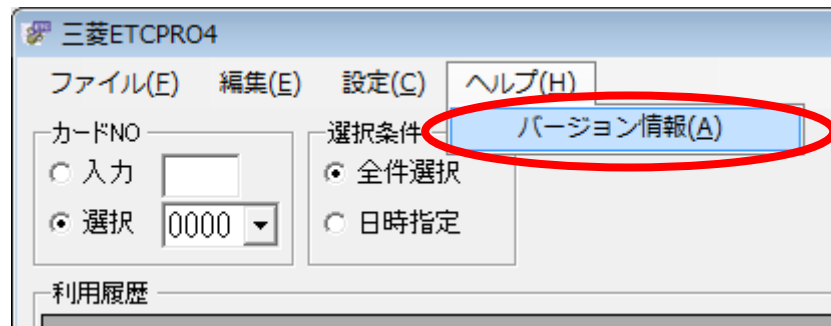 三菱ETCPRO4
ファイル(F) 編集(E) 設定(C) ヘルプ(H)
バージョン情報(A)
カードNO
入力
選択 0000
選択条件
全件選択
日時指定
利用履歴